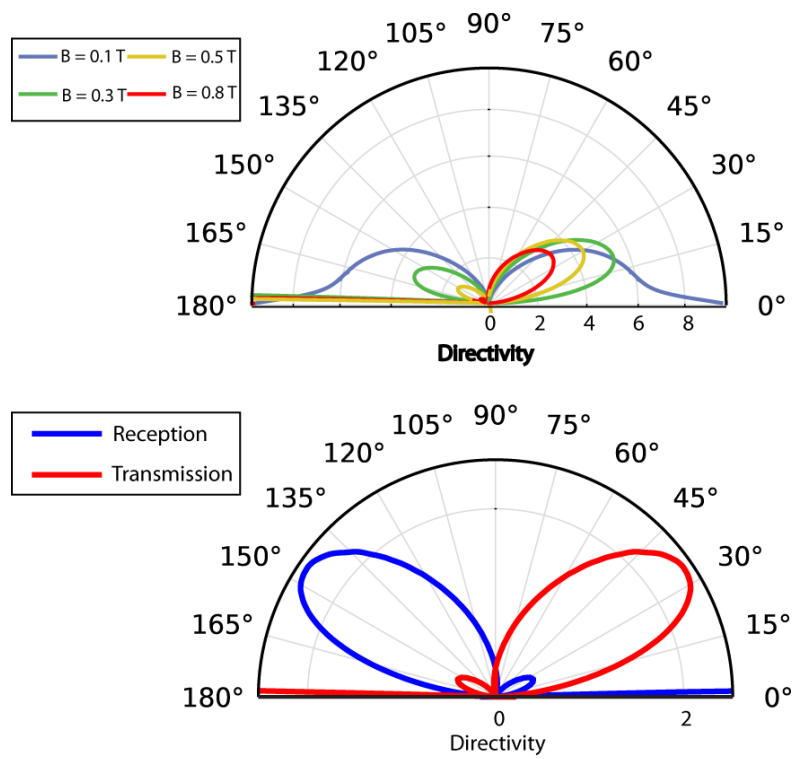 90°
105° 75°
120° 60°
135° 45°
150° 30°
165° 15°
180° 0°
B = 0.1 T B = 0.5 T
B = 0.3 T B = 0.8 T
0 2 4 6 8
Directivity
90°
105° 75°
120° 60°
135° 45°
150° 30°
165° 15°
180° 0°
Reception
Transmission
0 2
Directivity